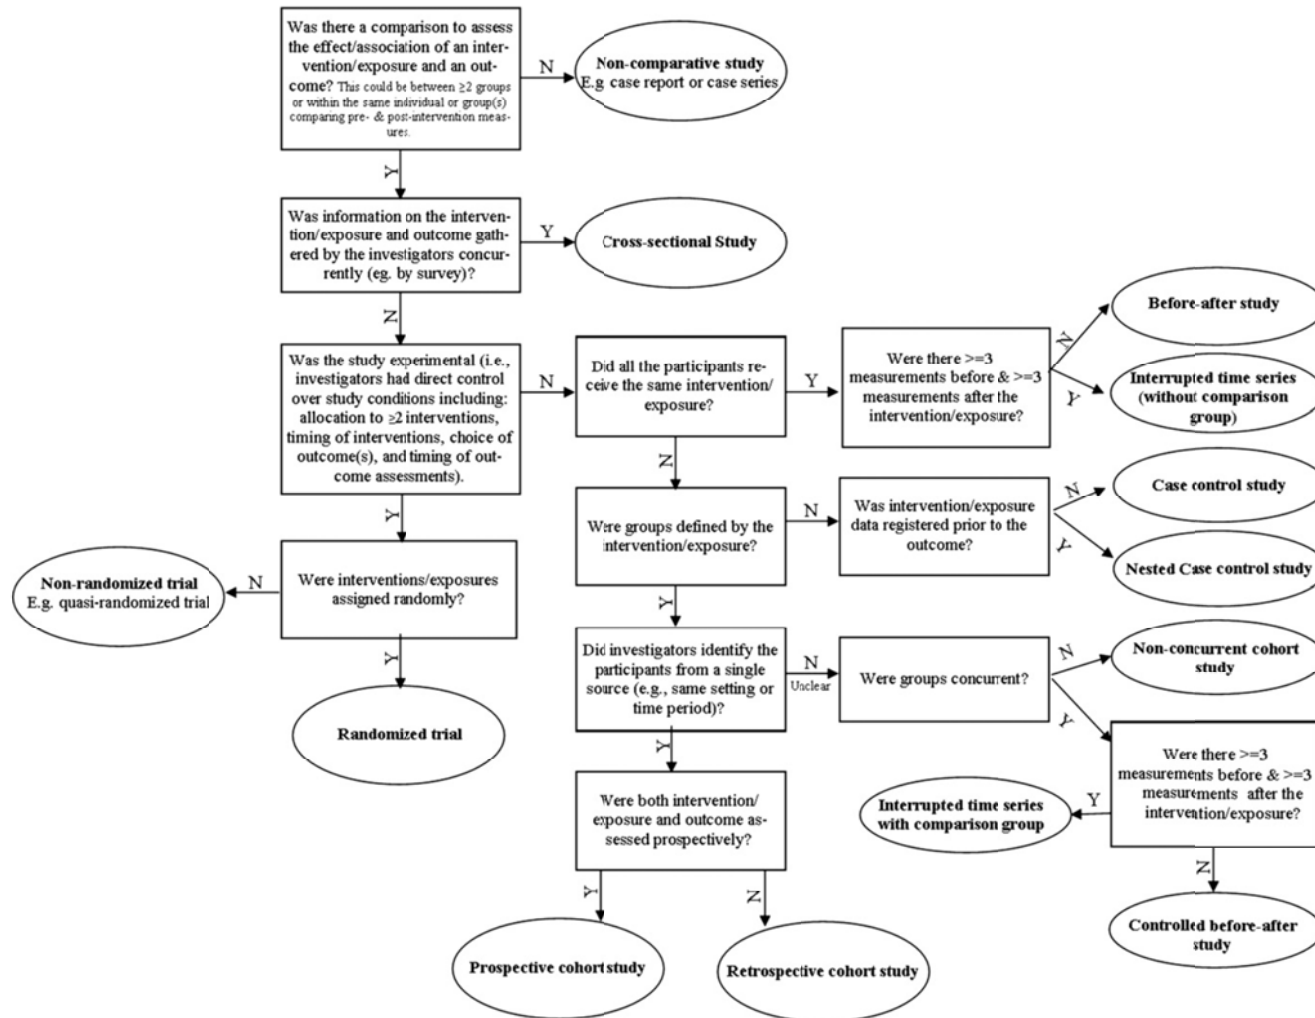 Was there a comparison to assess
the effect/association of an inter-
vention/exposure and an out-
come? This could be between ≥2 groups
or within the same individual or group(s)
comparing pre- & post-intervention meas-
ures.
N
Non-comparative study
E.g case report or case series
Y
Was information on the interven-
tion/exposure and outcome gath-
ered by the investigators concur-
rently (eg. by survey)?
Y
Cross-sectional Study
N
Was the study experimental (i.e.,
investigators had direct control
over study conditions including:
allocation to ≥2 interventions,
timing of interventions, choice of
outcome(s), and timing of out-
come assessments).
N
Did all the participants re-
ceive the same intervention/
exposure?
Y
Were there >=3
measurements before & >=3
measurements after the
intervention/exposure?
N
Before-after study
Y
Interrupted time series
(without comparison
group)
N
Were groups defined by the
intervention/exposure?
N
Was intervention/exposure
data registered prior to the
outcome?
N
Case control study
Y
Nested Case control study
Y
Were interventions/exposures
assigned randomly?
N
Non-randomized trial
E.g. quasi-randomized trial
Y
Randomized trial
Y
Did investigators identify the
participants from a single
source (e.g., same setting or
time period)?
N
Unclear
Were groups concurrent?
N
Non-concurrent cohort
study
Y
Were there >=3
measurements before & >=3
measurements after the
intervention/exposure?
Y
Interrupted time series
with comparison group
N
Controlled before-after
study
Y
Were both intervention/
exposure and outcome as-
sessed prospectively?
Y
Prospective cohort study
N
Retrospective cohort study